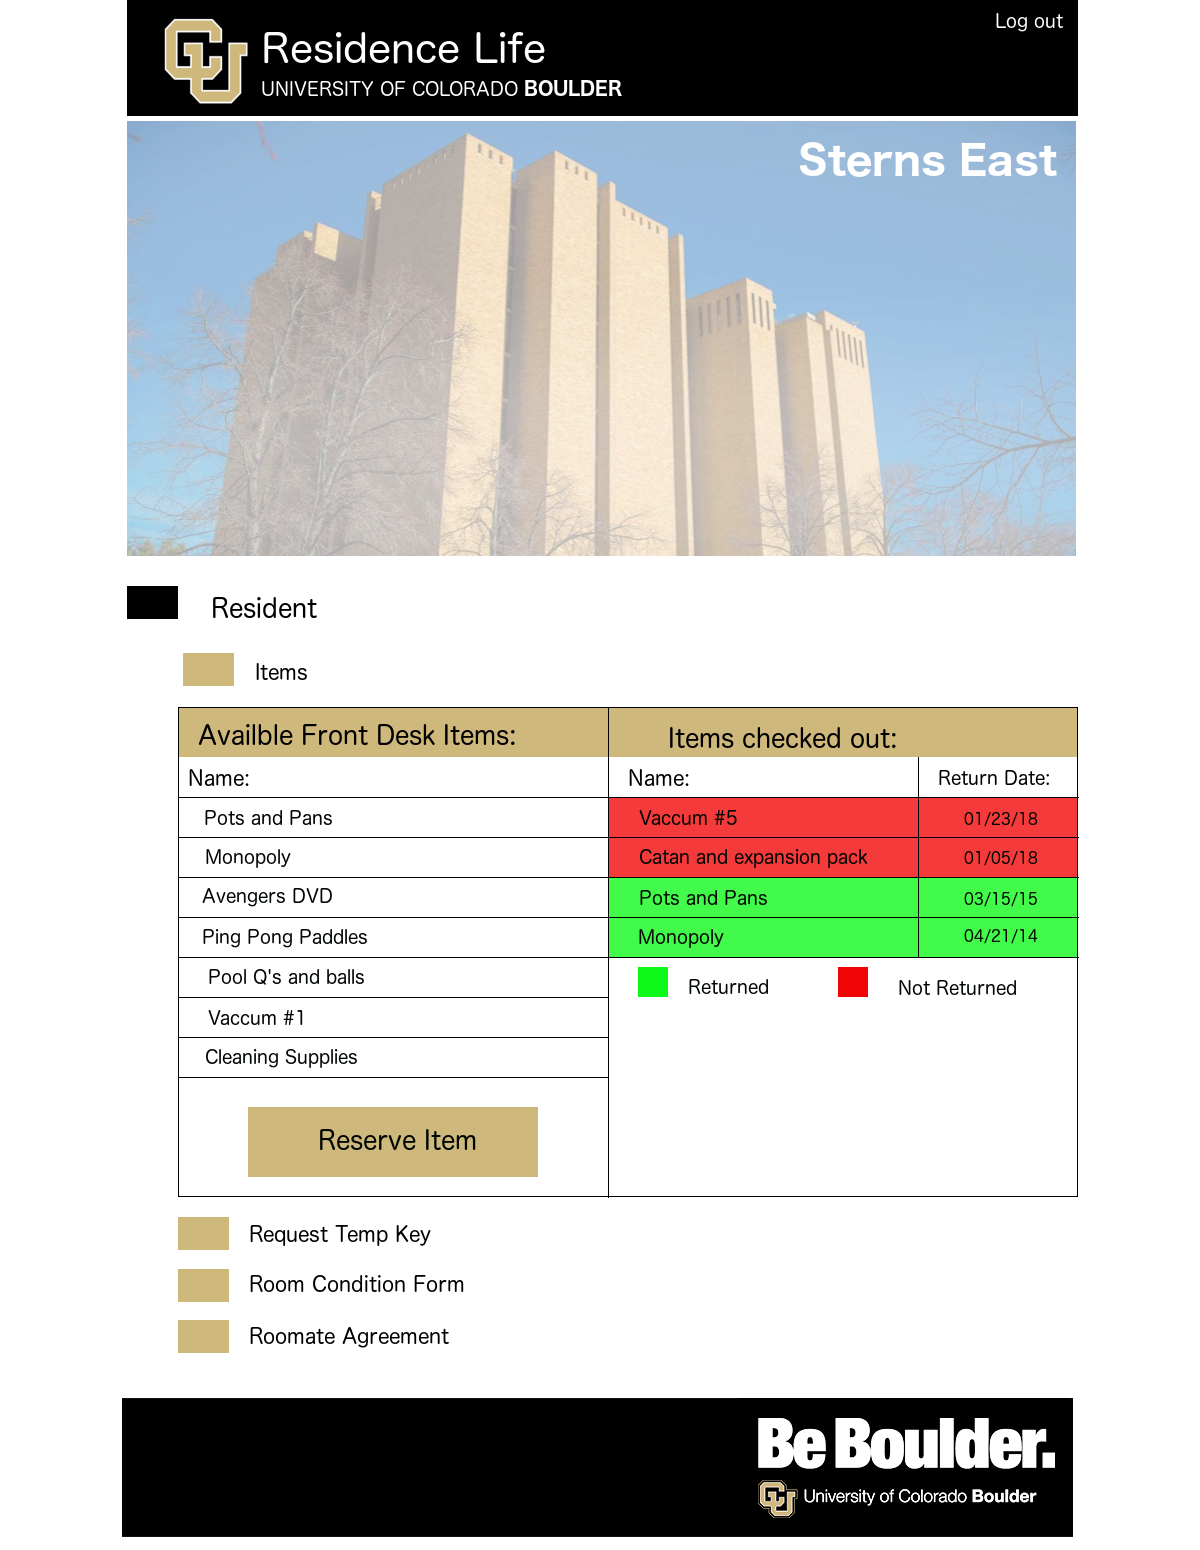 Log out
Residence Life
UNIVERSITY OF COLORADO BOULDER
Sterns East
Resident
Items
Availble Front Desk Items:
Items checked out:
Name:
Name:
Return Date:
Pots and Pans
Vaccum #5
01/23/18
Monopoly
Catan and expansion pack
01/05/18
Avengers DVD
Pots and Pans
03/15/15
Ping Pong Paddles
Monopoly
04/21/14
Pool Q's and balls
Returned
Not Returned
Vaccum #1
Cleaning Supplies
Reserve Item
Request Temp Key
Room Condition Form
Roomate Agreement
Be Boulder.
University of Colorado Boulder